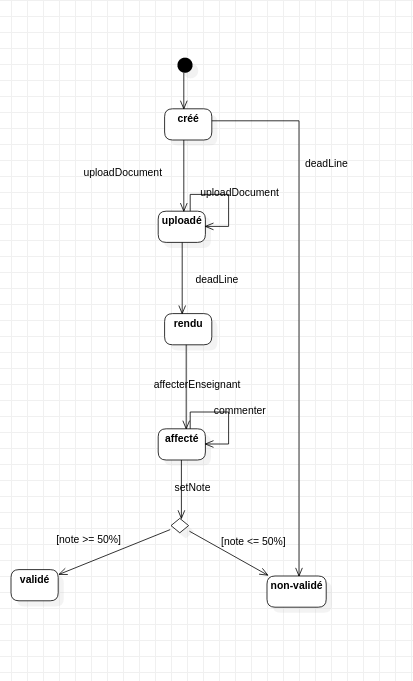 créé
deadLine
uploadDocument
uploadDocument
uploadé
deadLine
rendu
affecterEnseignant
commenter
affecté
setNote
[note >= 50%]
[note <= 50%]
validé
non-validé